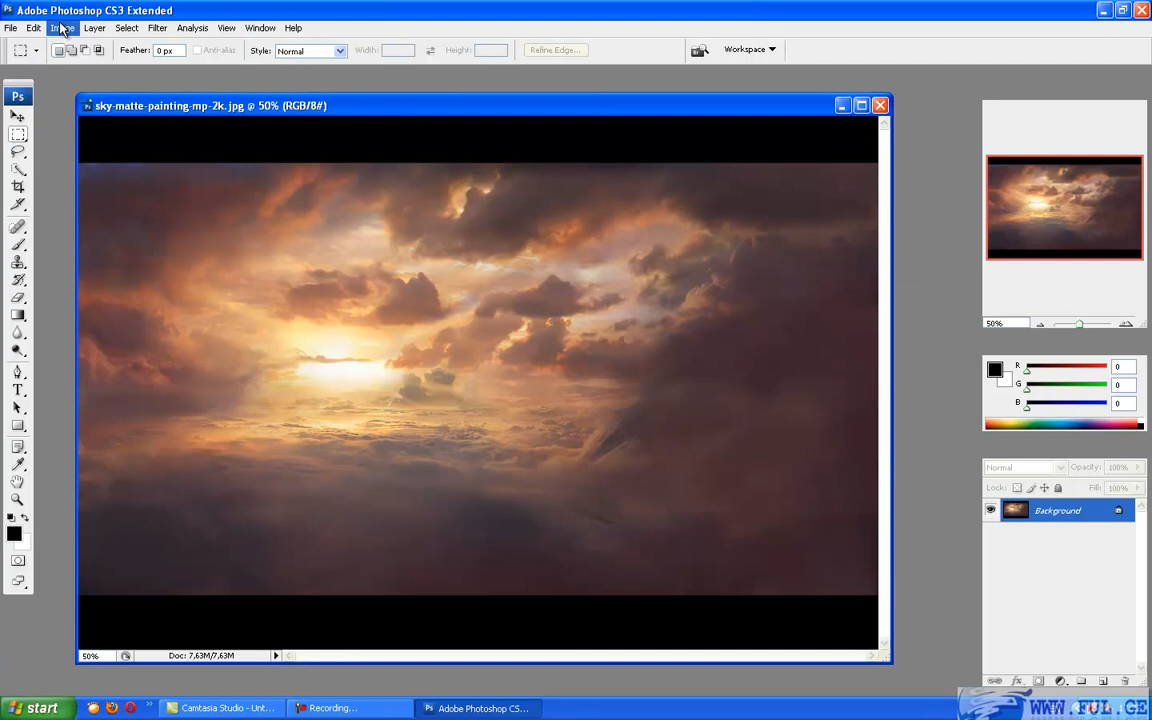 Adobe Photoshop CS3 Extended
File Edit Image Layer Select Filter Analysis View Window Help
Feather: 0 px Anti-alias Style: Normal Width: Height: Refine Edge... Workspace
Ps
sky-matte-painting-mp-2k.jpg @ 50% (RGB/8#)
50%
R 0
G 0
B 0
Normal Opacity: 100%
Lock: Fill: 100%
Background
50% Doc: 7,63M/7,63M
start Camtasia Studio - Unt... Recording... Adobe Photoshop CS...